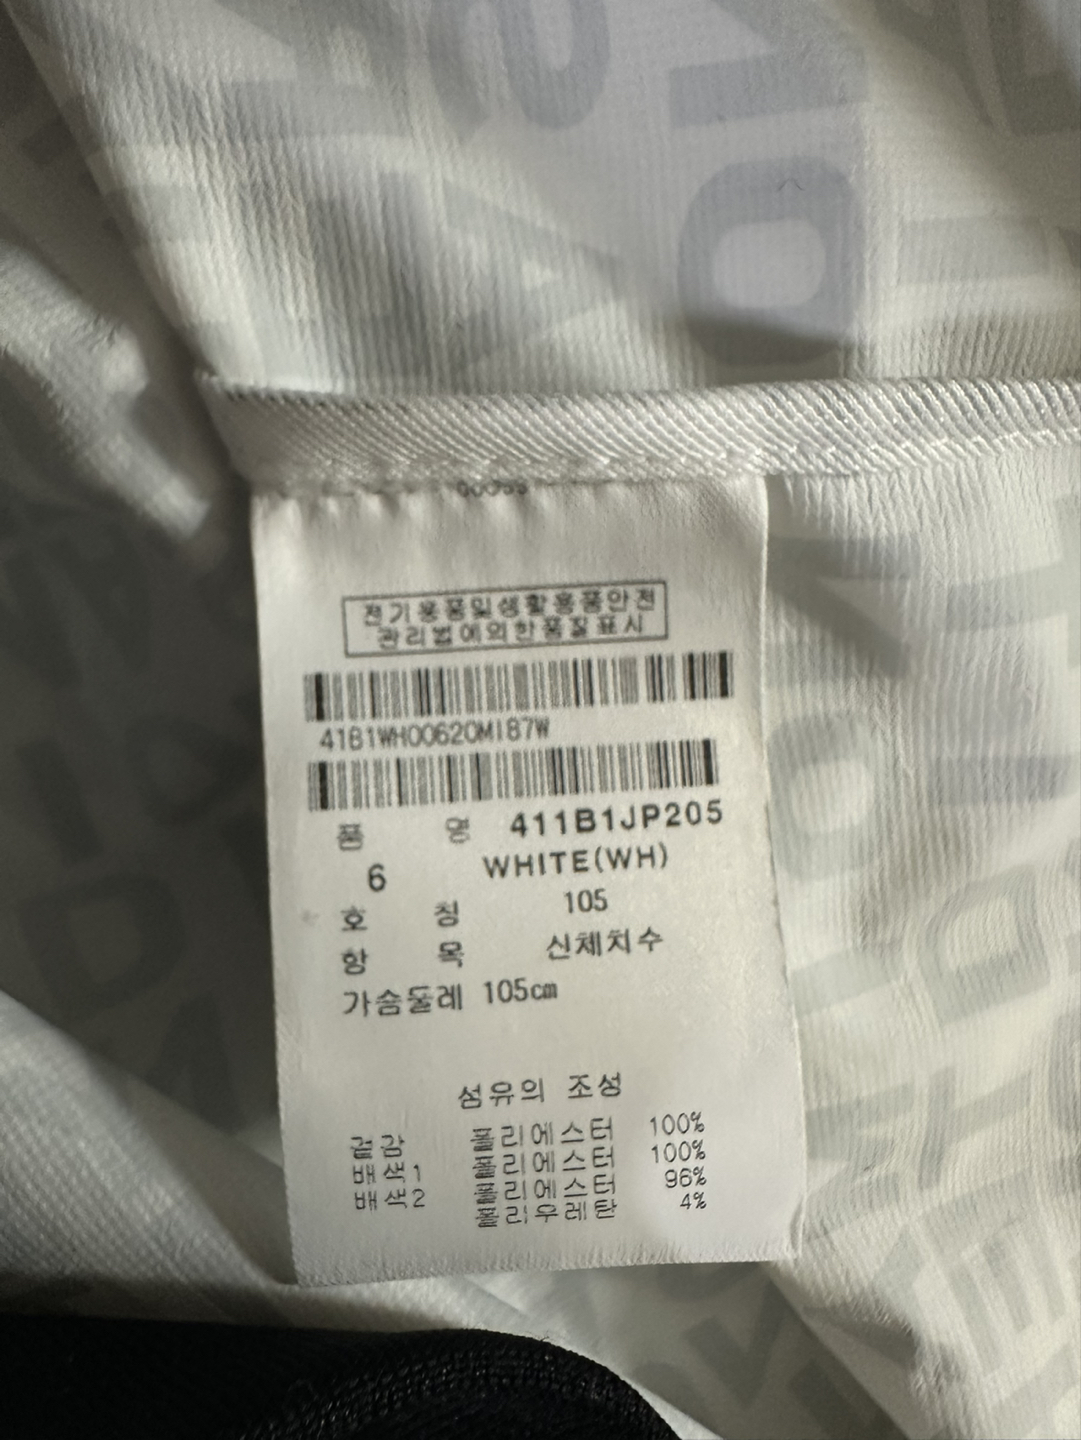 전기용품및생활용품안전
관리법에의한품질표시
41B1WH00620MI87W
품 명 411B1JP205
6 WHITE(WH)
호 칭 105
항 목 신체치수
가슴둘레 105cm
섬유의 조성
겉감 폴리에스터 100%
배색1 폴리에스터 100%
배색2 폴리에스터 96%
폴리우레탄 4%